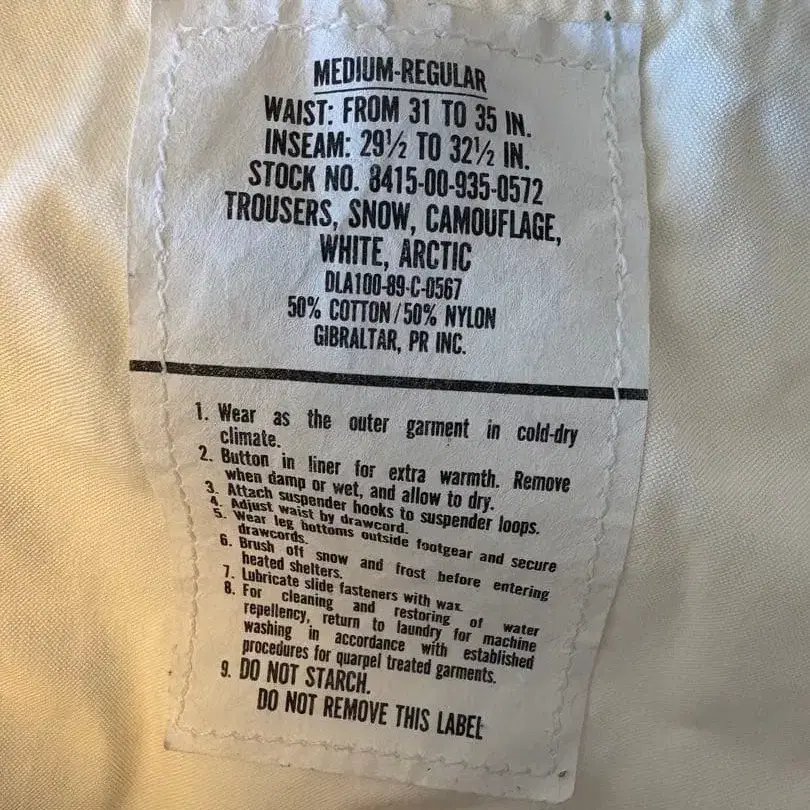 MEDIUM-REGULAR
WAIST: FROM 31 TO 35 IN.
INSEAM: 29½ TO 32½ IN.
STOCK NO. 8415-00-935-0572
TROUSERS, SNOW, CAMOUFLAGE,
WHITE, ARCTIC
DLA100-89-C-0567
50% COTTON/50% NYLON
GIBRALTAR, PR INC.
1. Wear as the outer garment in cold-dry
climate.
2. Button in liner for extra warmth. Remove
when damp or wet, and allow to dry.
3. Attach suspender hooks to suspender loops.
4. Adjust waist by drawcord.
5. Wear leg bottoms outside footgear and secure
drawcords.
6. Brush off snow and frost before entering
heated shelters.
7. Lubricate slide fasteners with wax.
8. For cleaning and restoring of water
repellency, return to laundry for machine
washing in accordance with established
procedures for quarpel treated garments.
9. DO NOT STARCH.
DO NOT REMOVE THIS LABEL